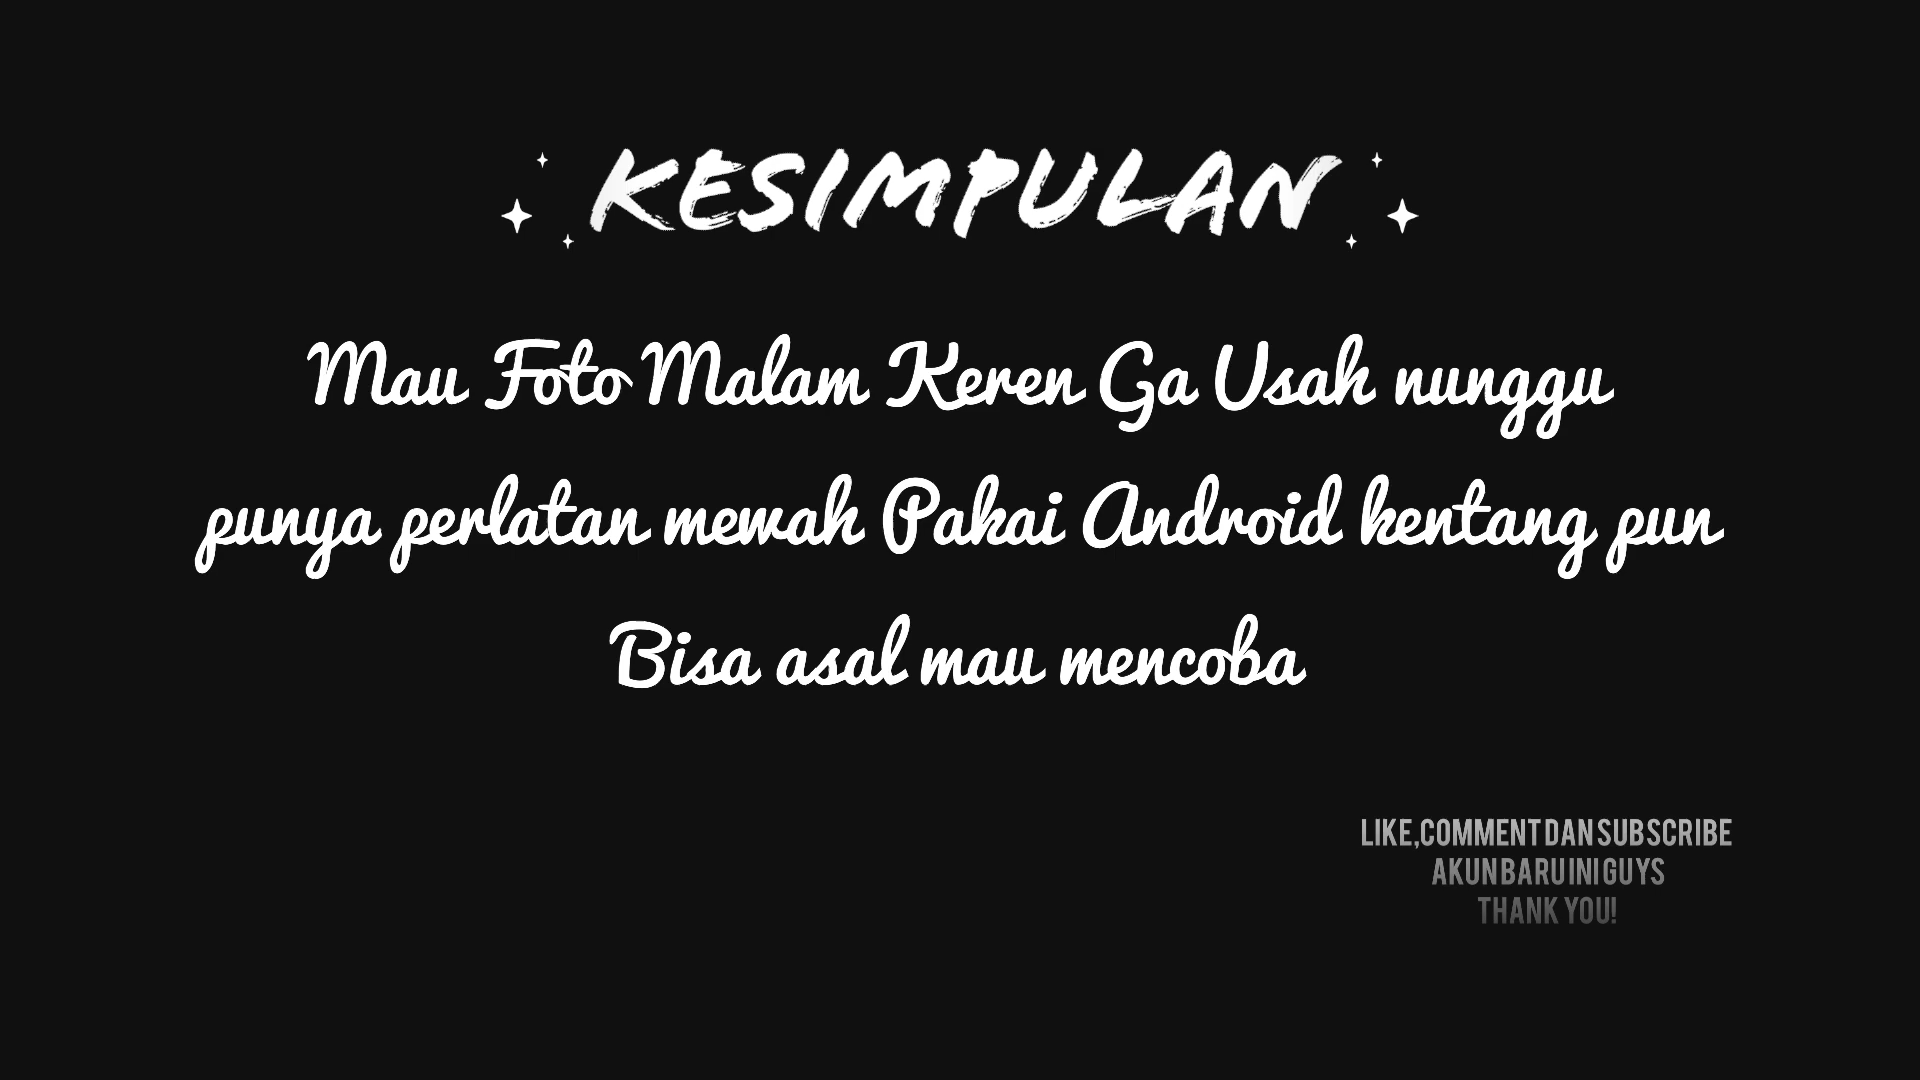 KESIMPULAN
Mau Foto Malam Keren Ga Usah nunggu
punya perlatan mewah Pakai Android kentang pun
Bisa asal mau mencoba
LIKE,COMMENT DAN SUBSCRIBE
AKUN BARU INI GUYS
THANK YOU!